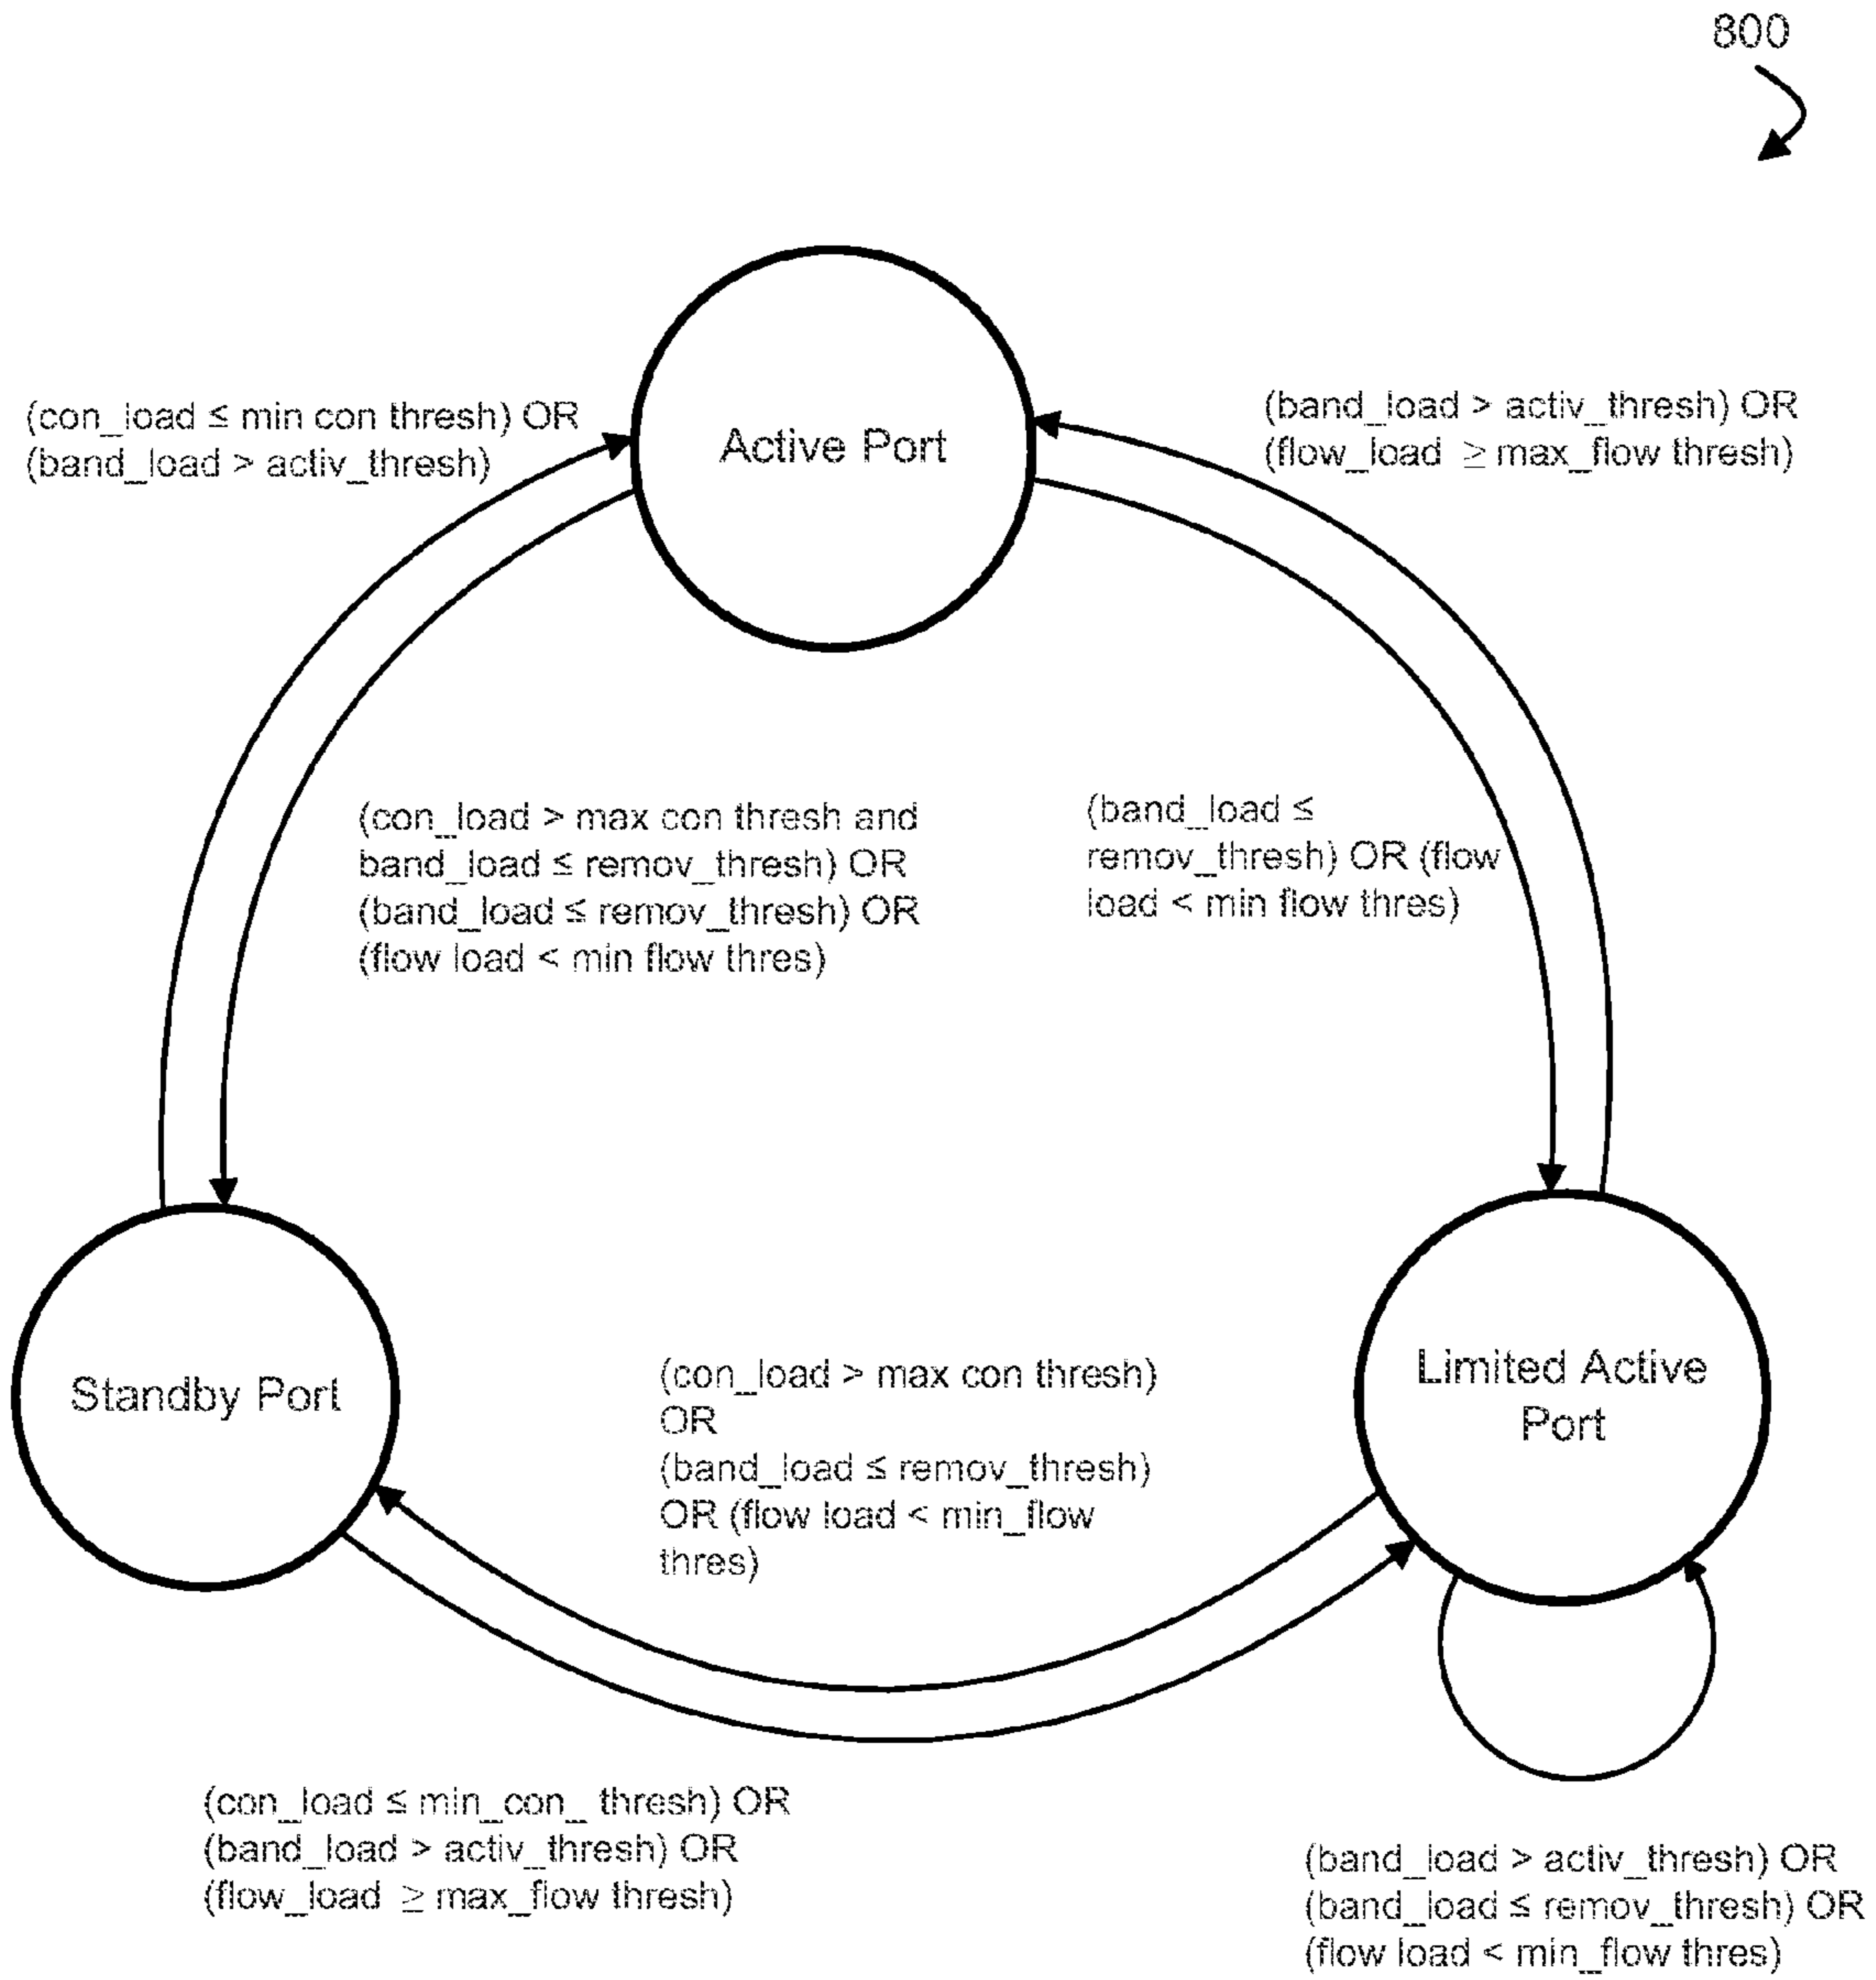 800
(con_load ≤ min con thresh) OR
(band_load > activ_thresh)
Active Port
(band_load > activ_thresh) OR
(flow_load ≥ max_flow thresh)
(con_load > max con thresh and
band_load ≤ remov_thresh) OR
(band_load ≤ remov_thresh) OR
(flow load < min flow thres)
(band_load ≤
remov_thresh) OR (flow
load < min flow thres)
Standby Port
(con_load > max con thresh)
OR
(band_load ≤ remov_thresh)
OR (flow load < min_flow
thres)
Limited Active
Port
(con_load ≤ min_con_ thresh) OR
(band_load > activ_thresh) OR
(flow_load ≥ max_flow thresh)
(band_load > activ_thresh) OR
(band_load ≤ remov_thresh) OR
(flow load < min_flow thres)